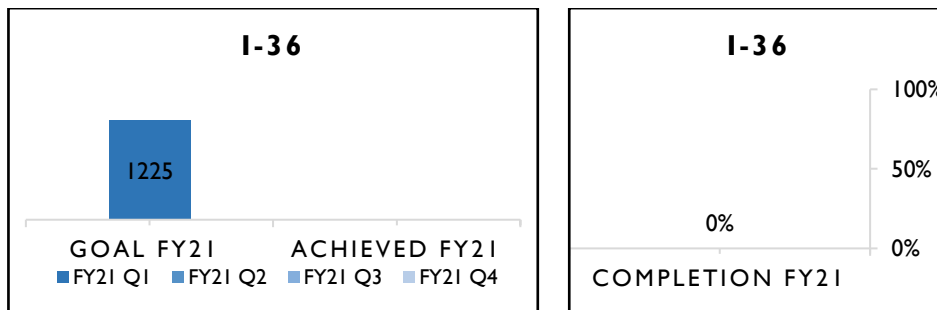 I-36
1225
GOAL FY21 ACHIEVED FY21
FY21 Q1 FY21 Q2 FY21 Q3 FY21 Q4
I-36
100%
50%
0%
0%
COMPLETION FY21